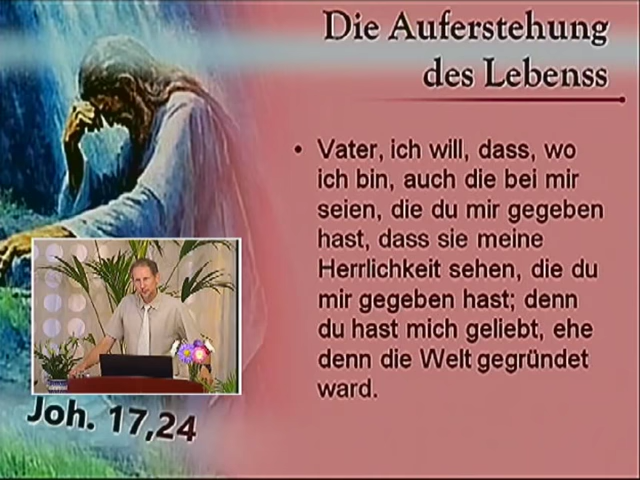 Die Auferstehung
des Lebenss
• Vater, ich will, dass, wo
ich bin, auch die bei mir
seien, die du mir gegeben
hast, dass sie meine
Herrlichkeit sehen, die du
mir gegeben hast; denn
du hast mich geliebt, ehe
denn die Welt gegründet
ward.
Joh. 17,24